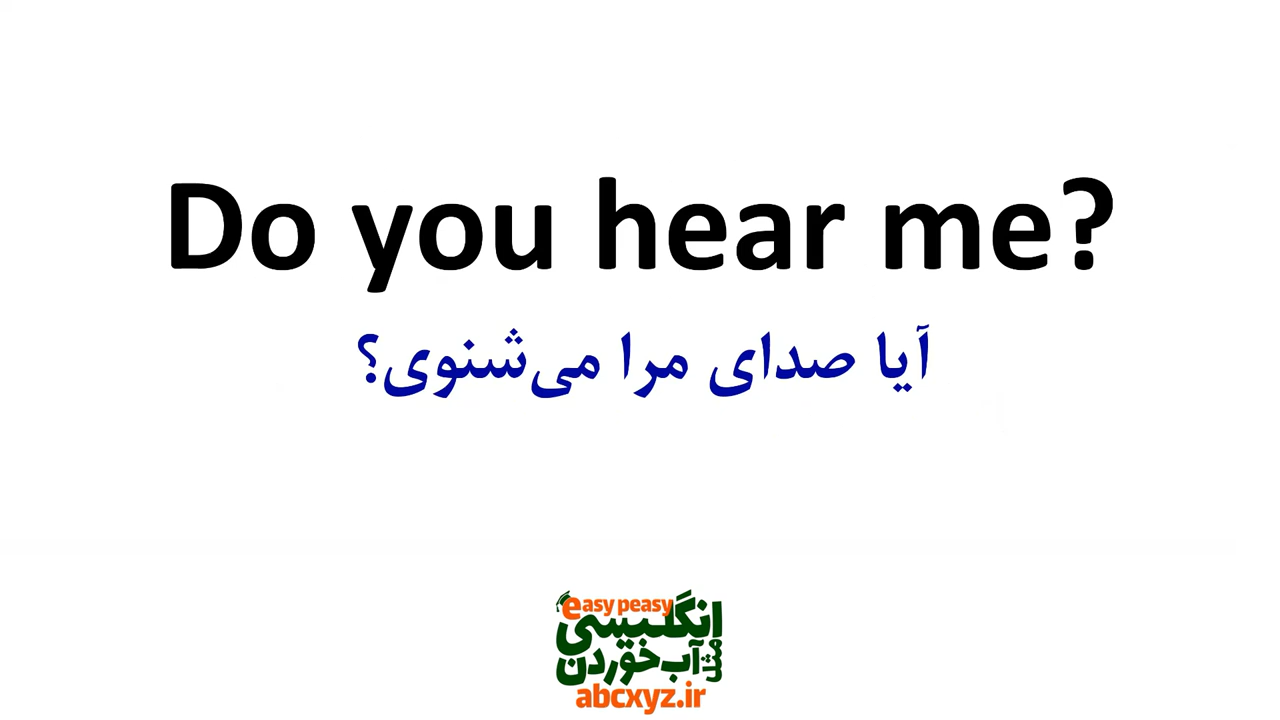 Do you hear me?
آیا صدای مرا می‌شنوی؟
easy peasy
انگلیسی
مثل
آب خوردن
abcxyz.ir